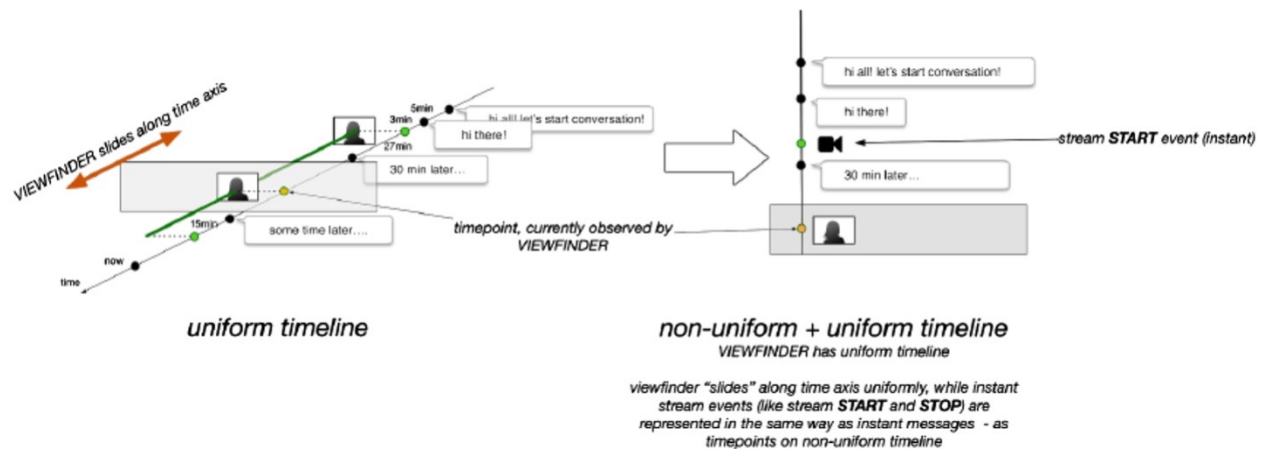 VIEWFINDER slides along time axis
5min
hi all! let's start conversation!
3min
hi there!
27min
30 min later...
15min
some time later....
now
time
timepoint, currently observed by
VIEWFINDER
uniform timeline
hi all! let's start conversation!
hi there!
stream START event (instant)
30 min later...
non-uniform + uniform timeline
VIEWFINDER has uniform timeline
viewfinder "slides" along time axis uniformly, while instant
stream events (like stream START and STOP) are
represented in the same way as instant messages - as
timepoints on non-uniform timeline